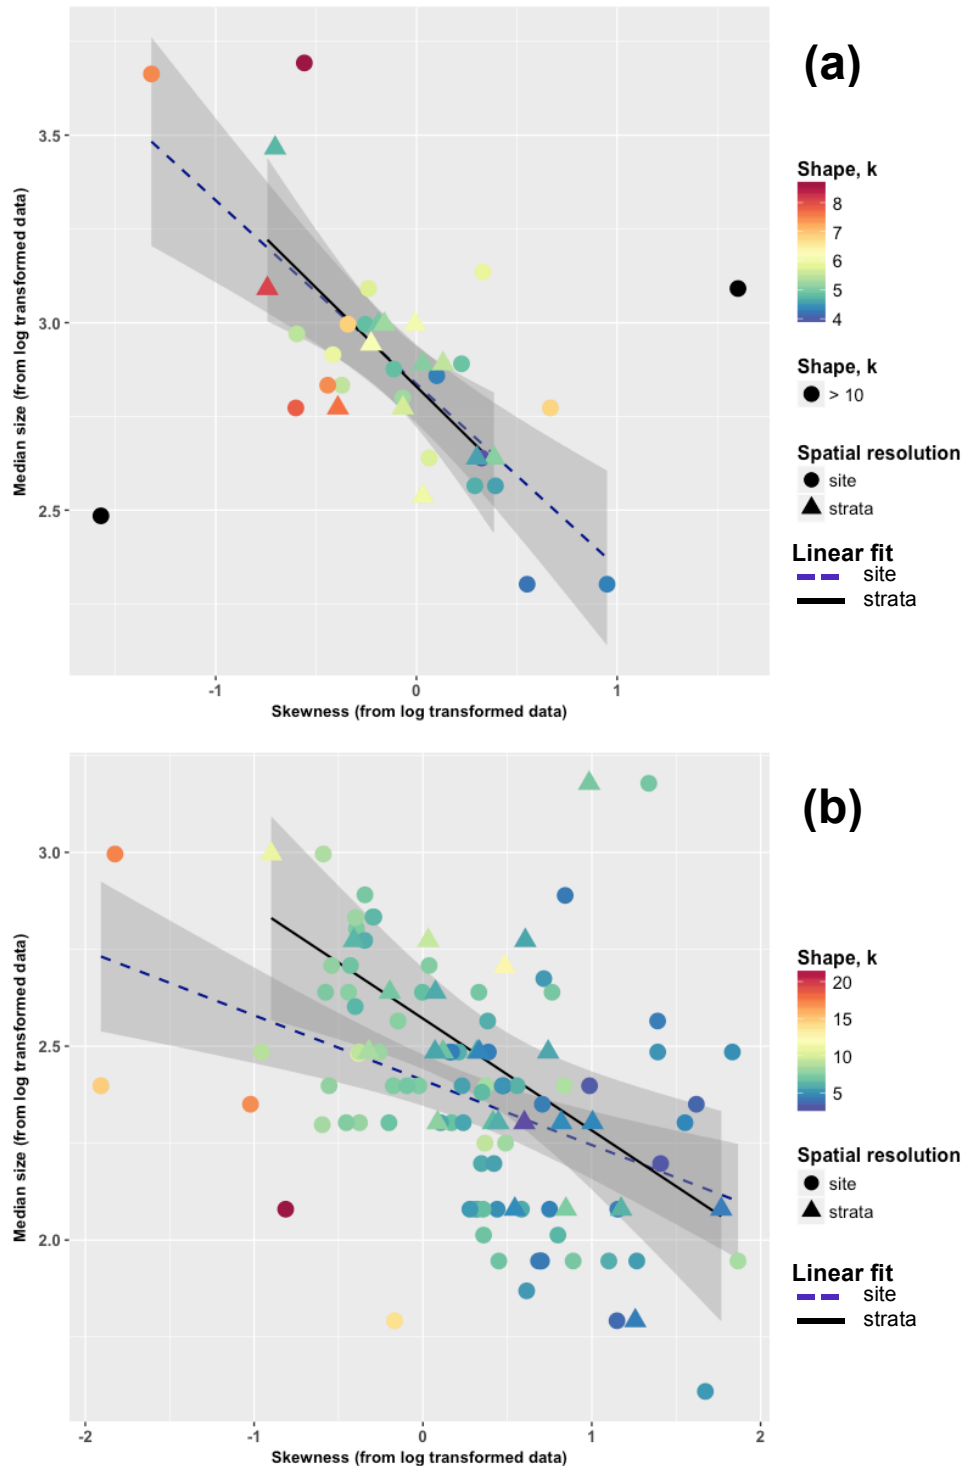 (a)
3.5
3.0
2.5
Median size (from log transformed data)
-1
0
1
Skewness (from log transformed data)
Shape, k
8
7
6
5
4
Shape, k
> 10
Spatial resolution
site
strata
Linear fit
site
strata
(b)
3.0
2.5
2.0
Median size (from log transformed data)
-2
-1
0
1
2
Skewness (from log transformed data)
Shape, k
20
15
10
5
Spatial resolution
site
strata
Linear fit
site
strata